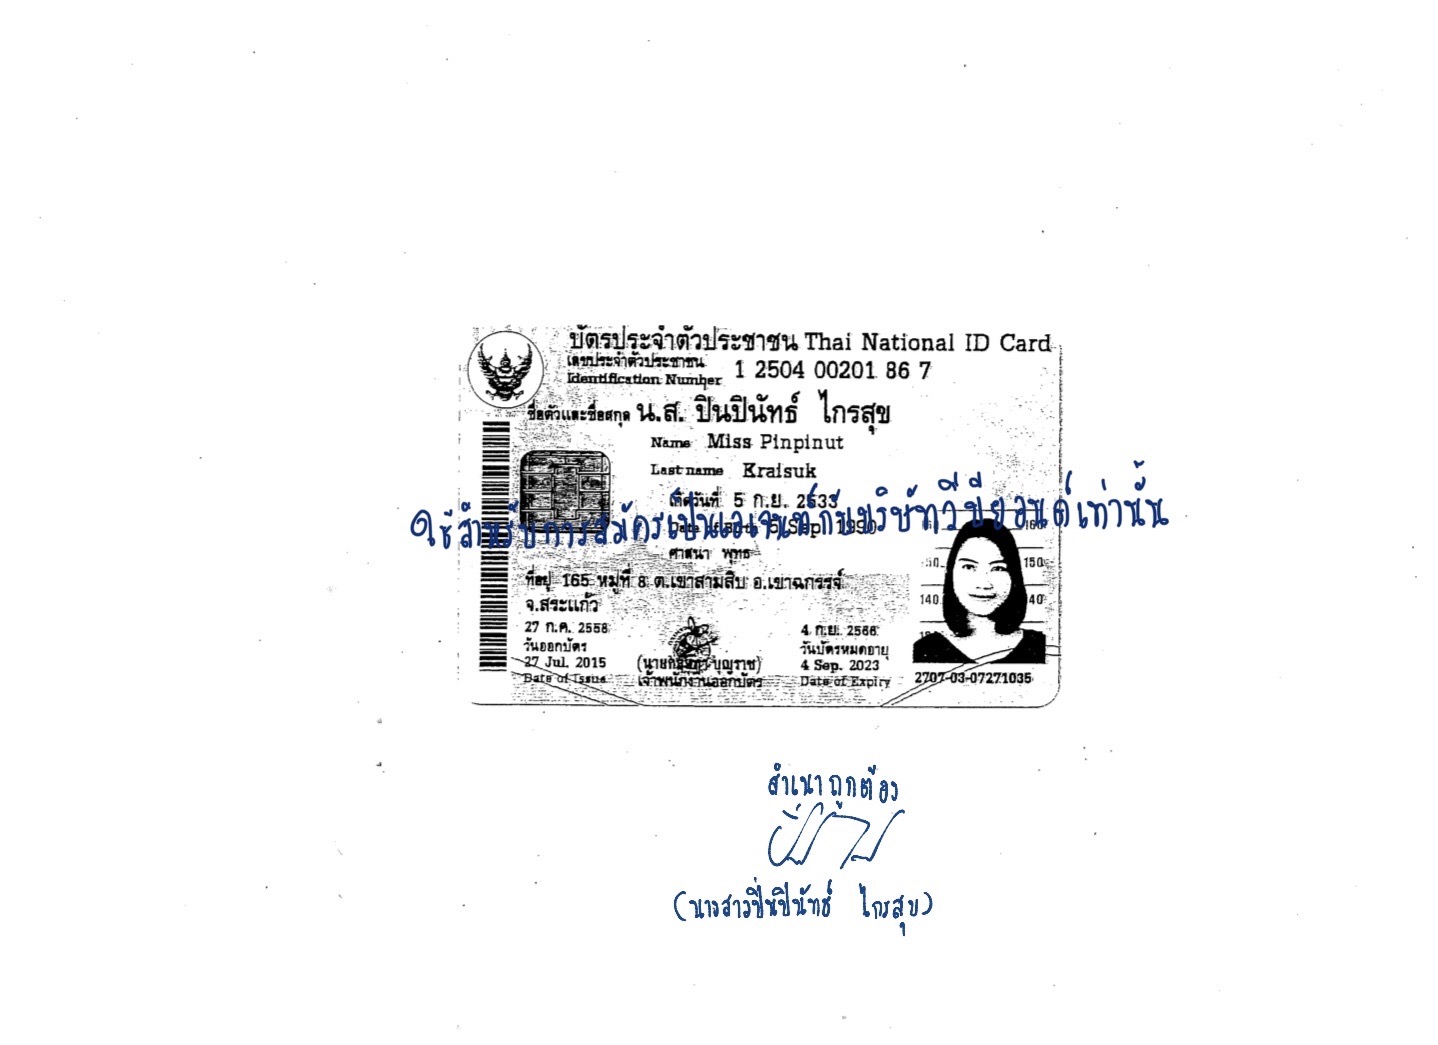 บัตรประจำตัวประชาชน Thai National ID Card
เลขประจำตัวประชาชน
Identification Number 1 2504 00201 86 7
ชื่อตัวและชื่อสกุล น.ส. ปินปินัทธ์ ไกรสุข
Name Miss Pinpinut
Last name Kraisuk
เกิดวันที่ 5 ก.ย. 2533
ใช้สำหรับการสมัครเป็นเอเจนท์กับบริษัททวีบียอนด์เท่านั้น
Date of Birth 5 Sep. 1990
ศาสนา พุทธ
ที่อยู่ 165 หมู่ที่ 8 ต.เขาสามสิบ อ.เขาฉกรรจ์
จ.สระแก้ว
160
150 150
140 140
27 ก.ค. 2558
วันออกบัตร
27 Jul. 2015
Date of Issue
เจ้าพนักงานออกบัตร
4 ก.ย. 2566
วันบัตรหมดอายุ
4 Sep. 2023
Date of Expiry
2707-03-07271035
สำเนาถูกต้อง
(นางสาวปิ่นปินัทธ์ ไกรสุข)